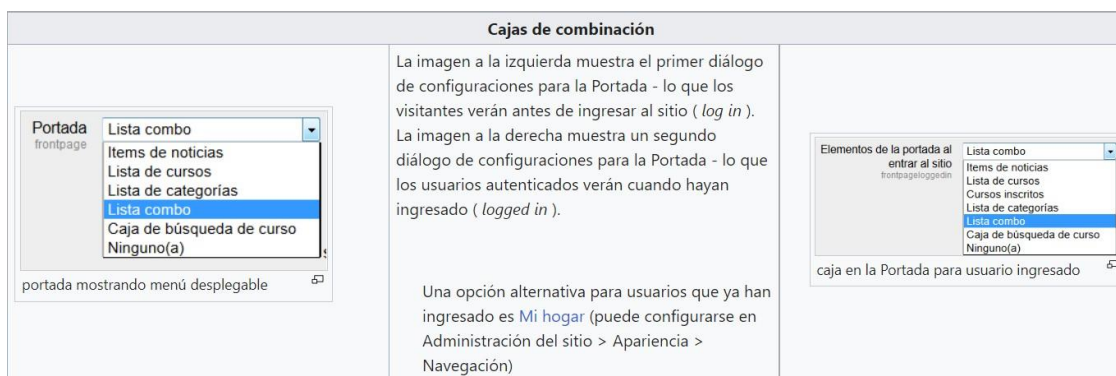 Cajas de combinación
Portada
frontpage
Lista combo
Items de noticias
Lista de cursos
Lista de categorías
Lista combo
Caja de búsqueda de curso
Ninguno(a)
portada mostrando menú desplegable
La imagen a la izquierda muestra el primer diálogo
de configuraciones para la Portada - lo que los
visitantes verán antes de ingresar al sitio ( log in ).
La imagen a la derecha muestra un segundo
diálogo de configuraciones para la Portada - lo que
los usuarios autenticados verán cuando hayan
ingresado ( logged in ).
Una opción alternativa para usuarios que ya han
ingresado es Mi hogar (puede configurarse en
Administración del sitio > Apariencia >
Navegación)
Elementos de la portada al
entrar al sitio
frontpageloggedin
Lista combo
Items de noticias
Lista de cursos
Cursos inscritos
Lista de categorías
Lista combo
Caja de búsqueda de curso
Ninguno(a)
caja en la Portada para usuario ingresado